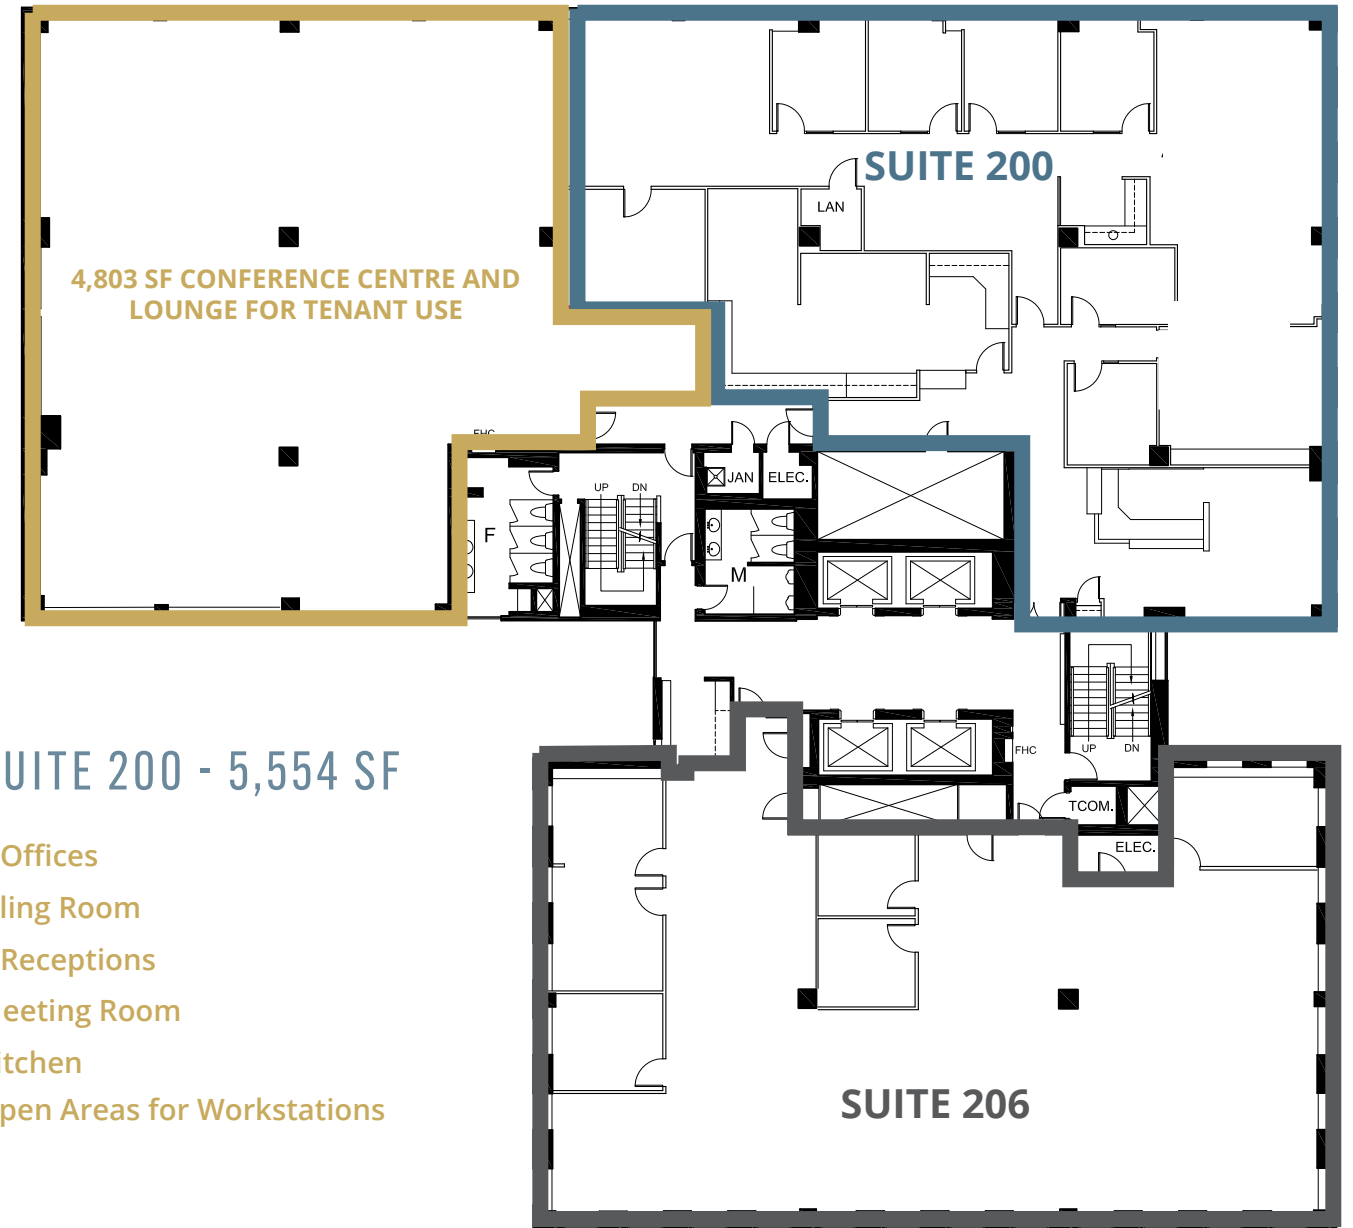 SUITE 200
LAN
4,803 SF CONFERENCE CENTRE AND
LOUNGE FOR TENANT USE
FHC
JAN
ELEC.
UP
DN
F
M
FHC
UP
DN
TCOM.
ELEC.
UITE 200 - 5,554 SF
Offices
ling Room
Receptions
eeting Room
itchen
pen Areas for Workstations
SUITE 206